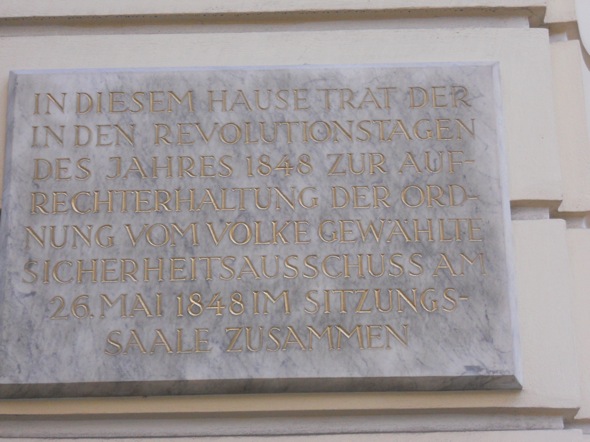 IN DIESEM HAUSE TRAT DER
IN DEN REVOLUTIONSTAGEN
DES JAHRES 1848 ZUR AUF-
RECHTERHALTUNG DER ORD-
NUNG VOM VOLKE GEWÄHLTE
SICHERHEITSAUSSCHUSS AM
26. MAI 1848 IM SITZUNGS-
SAALE ZUSAMMEN